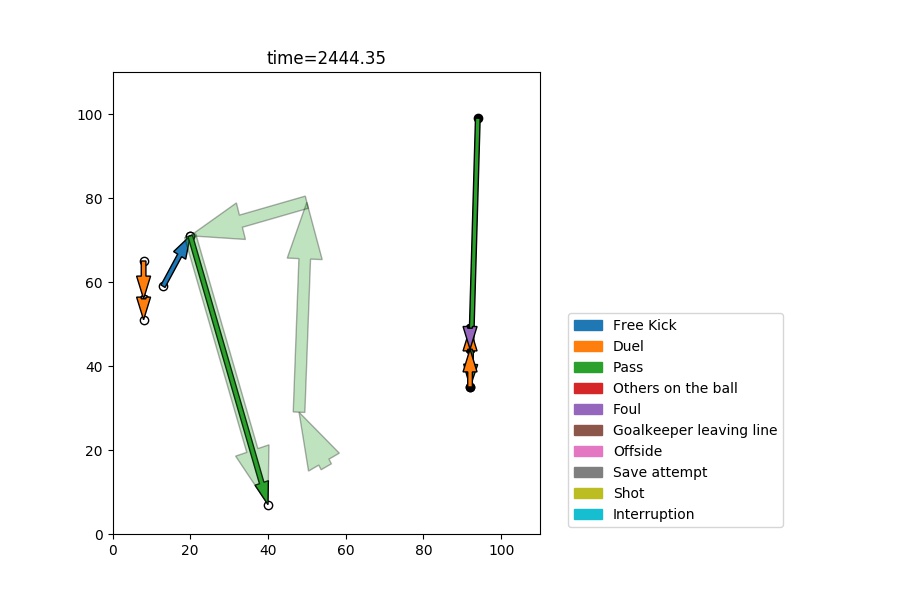 time=2444.35
100
80
60
40
20
0
0 20 40 60 80 100
Free Kick
Duel
Pass
Others on the ball
Foul
Goalkeeper leaving line
Offside
Save attempt
Shot
Interruption